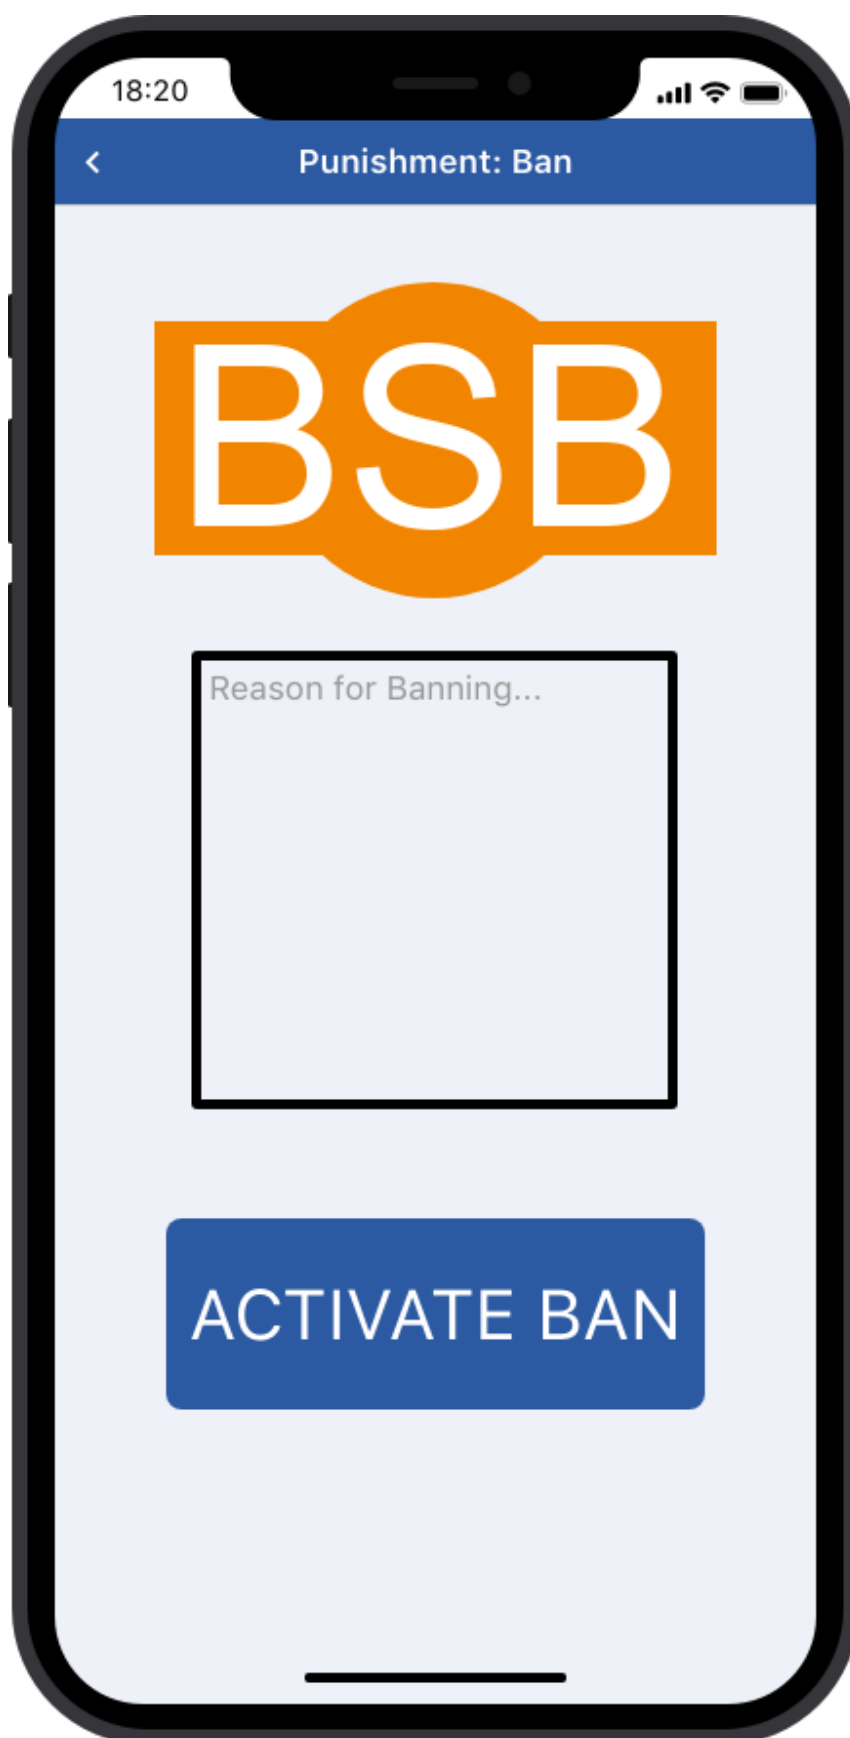 18:20
Punishment: Ban
BSB
Reason for Banning...
ACTIVATE BAN